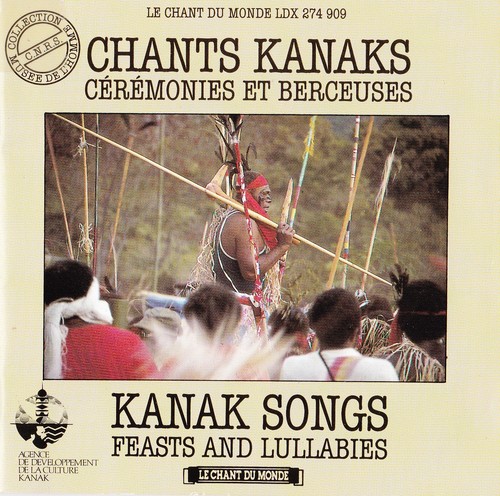 LE CHANT DU MONDE LDX 274 909
COLLECTION
C.N.R.S.
MUSÉE DE L'HOMME
CHANTS KANAKS
CÉRÉMONIES ET BERCEUSES
KANAK SONGS
FEASTS AND LULLABIES
AGENCE
DE DEVELOPPEMENT
DE LA CULTURE
KANAK
LE CHANT DU MONDE